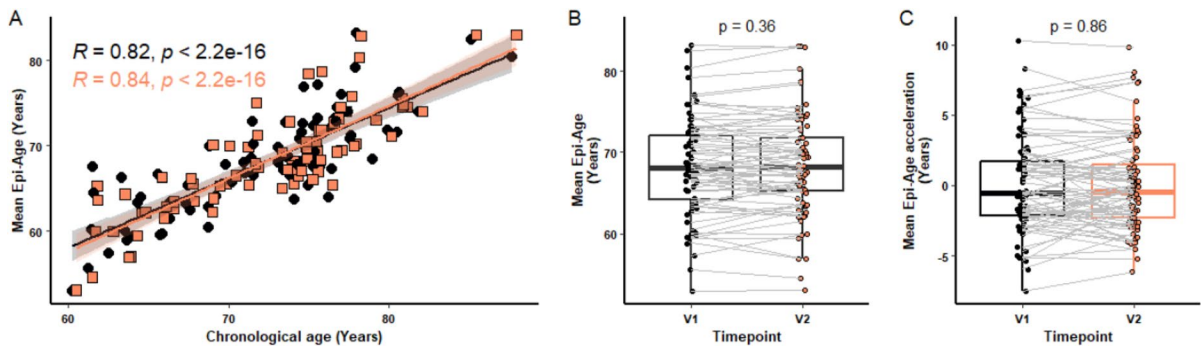 A
R = 0.82, p < 2.2e-16
R = 0.84, p < 2.2e-16
Mean Epi-Age (Years)
80
70
60
60
70
80
Chronological age (Years)
B
p = 0.36
Mean Epi-Age
(Years)
80
70
60
V1
V2
Timepoint
C
p = 0.86
Mean Epi-Age acceleration
(Years)
10
5
0
-5
V1
V2
Timepoint